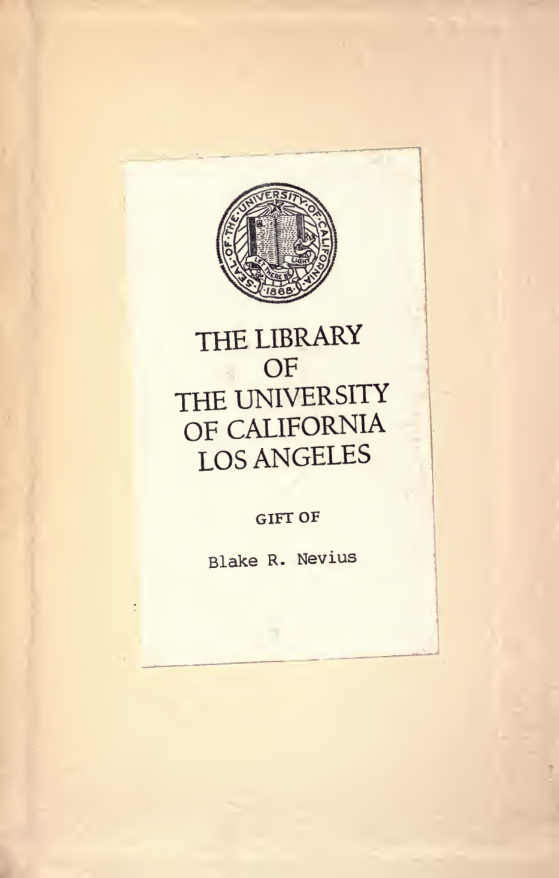 SEAL·OF·THE·UNIVERSITY·OF·CALIFORNIA·
LET THERE BE LIGHT
·1868·
THE LIBRARY
OF
THE UNIVERSITY
OF CALIFORNIA
LOS ANGELES
GIFT OF
Blake R. Nevius